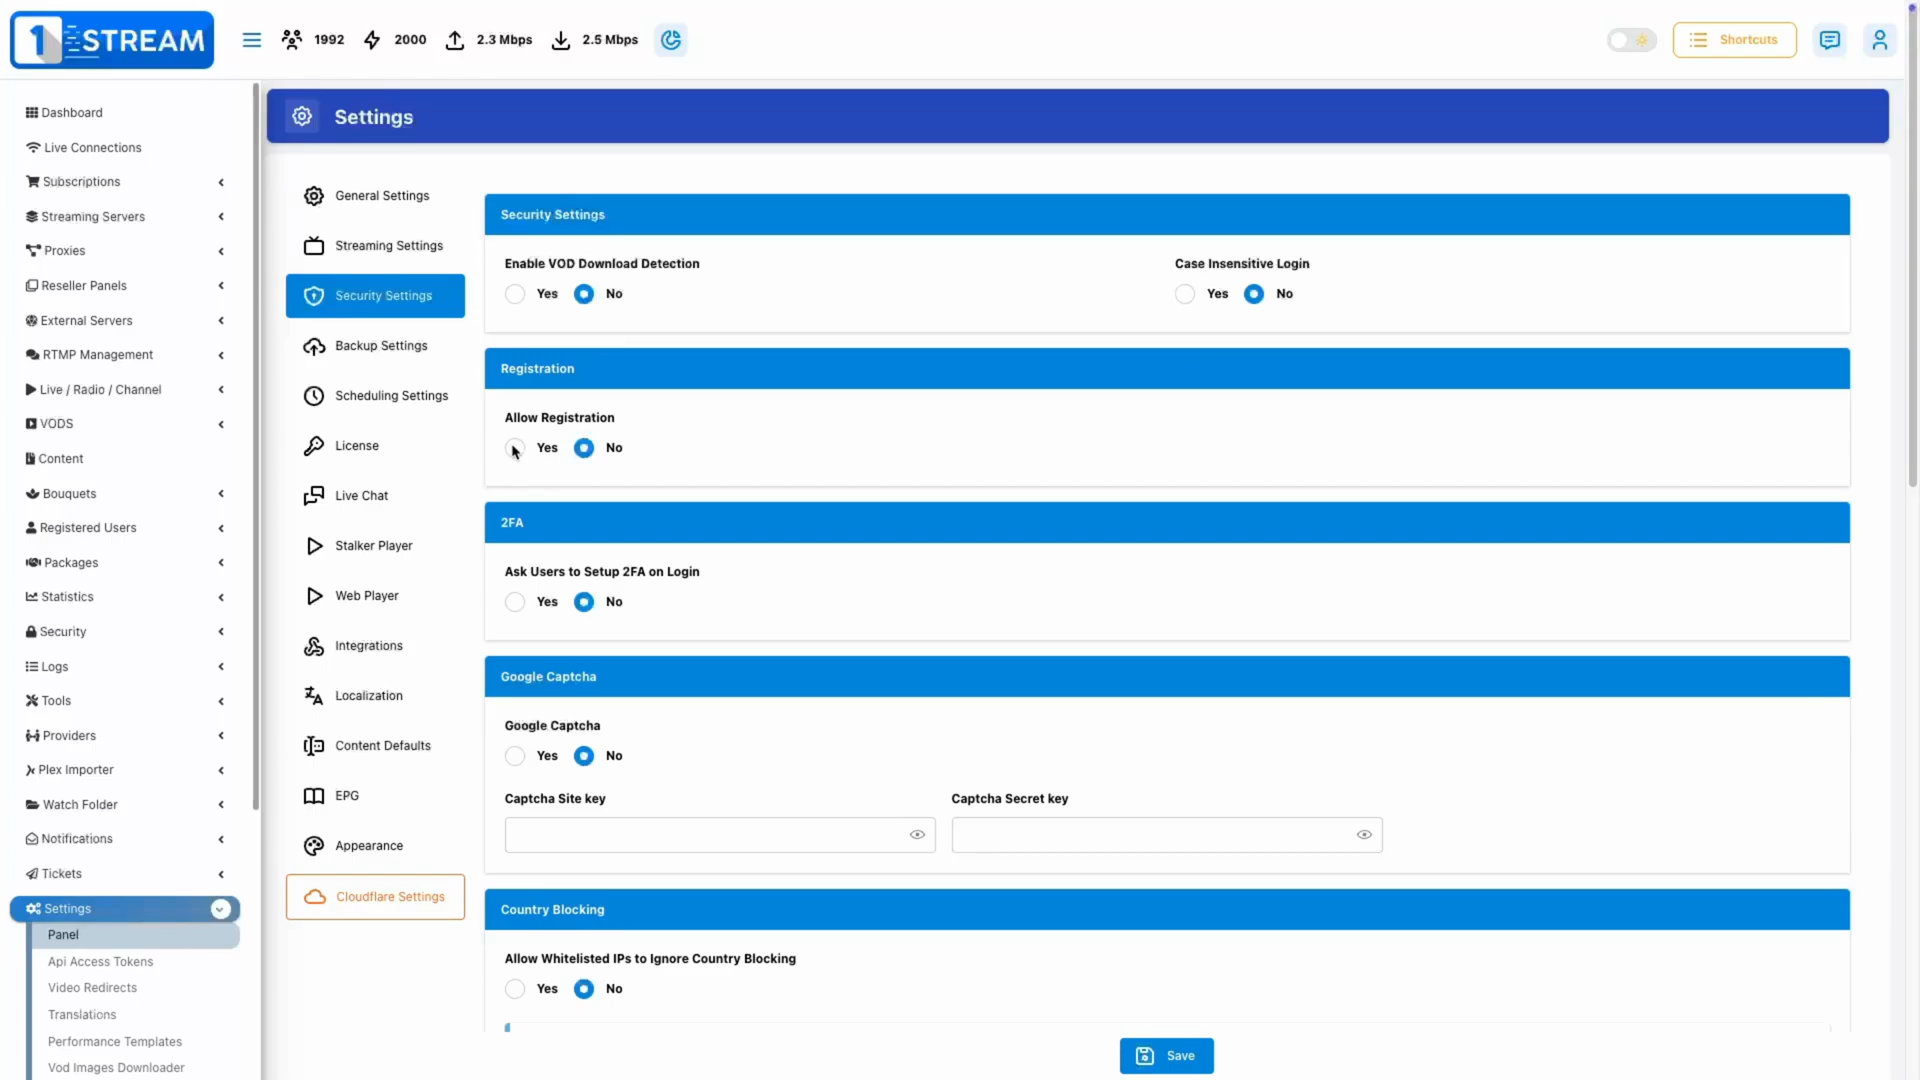 1 STREAM
1992
2000
2.3 Mbps
2.5 Mbps
Shortcuts
Dashboard
Live Connections
Subscriptions
Streaming Servers
Proxies
Reseller Panels
External Servers
RTMP Management
Live / Radio / Channel
VODS
Content
Bouquets
Registered Users
Packages
Statistics
Security
Logs
Tools
Providers
Plex Importer
Watch Folder
Notifications
Tickets
Settings
Panel
Api Access Tokens
Video Redirects
Translations
Performance Templates
Vod Images Downloader
Settings
General Settings
Streaming Settings
Security Settings
Backup Settings
Scheduling Settings
License
Live Chat
Stalker Player
Web Player
Integrations
Localization
Content Defaults
EPG
Appearance
Cloudflare Settings
Security Settings
Enable VOD Download Detection
Yes No
Case Insensitive Login
Yes No
Registration
Allow Registration
Yes No
2FA
Ask Users to Setup 2FA on Login
Yes No
Google Captcha
Google Captcha
Yes No
Captcha Site key
Captcha Secret key
Country Blocking
Allow Whitelisted IPs to Ignore Country Blocking
Yes No
Save